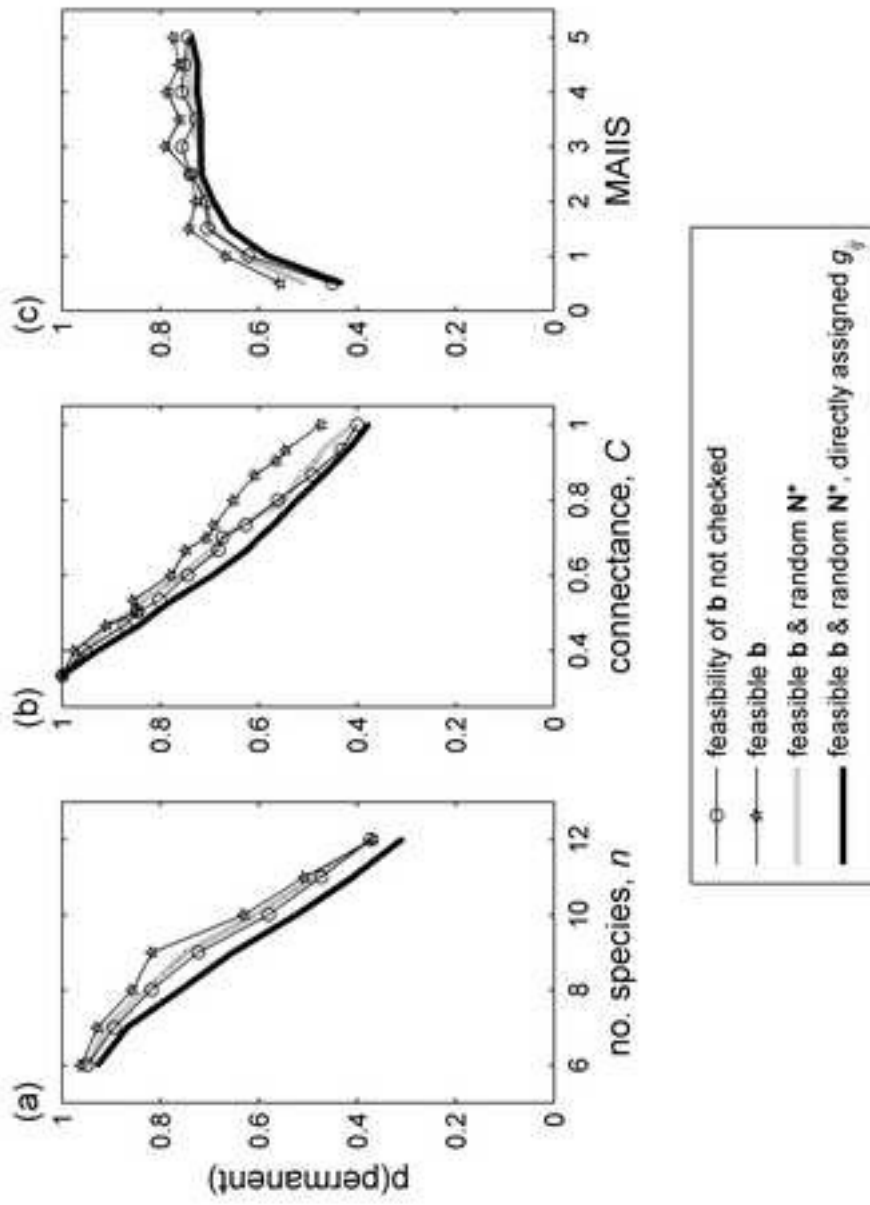 (a)
(b)
(c)
p(permanent)
1
0.8
0.6
0.4
0.2
0
6
8
10
12
no. species, n
1
0.8
0.6
0.4
0.2
0
0.4
0.6
0.8
1
connectance, C
1
0.8
0.6
0.4
0.2
0
0
1
2
3
4
5
MAIIS
feasibility of b not checked
feasible b
feasible b & random N*
feasible b & random N*, directly assigned g_ij